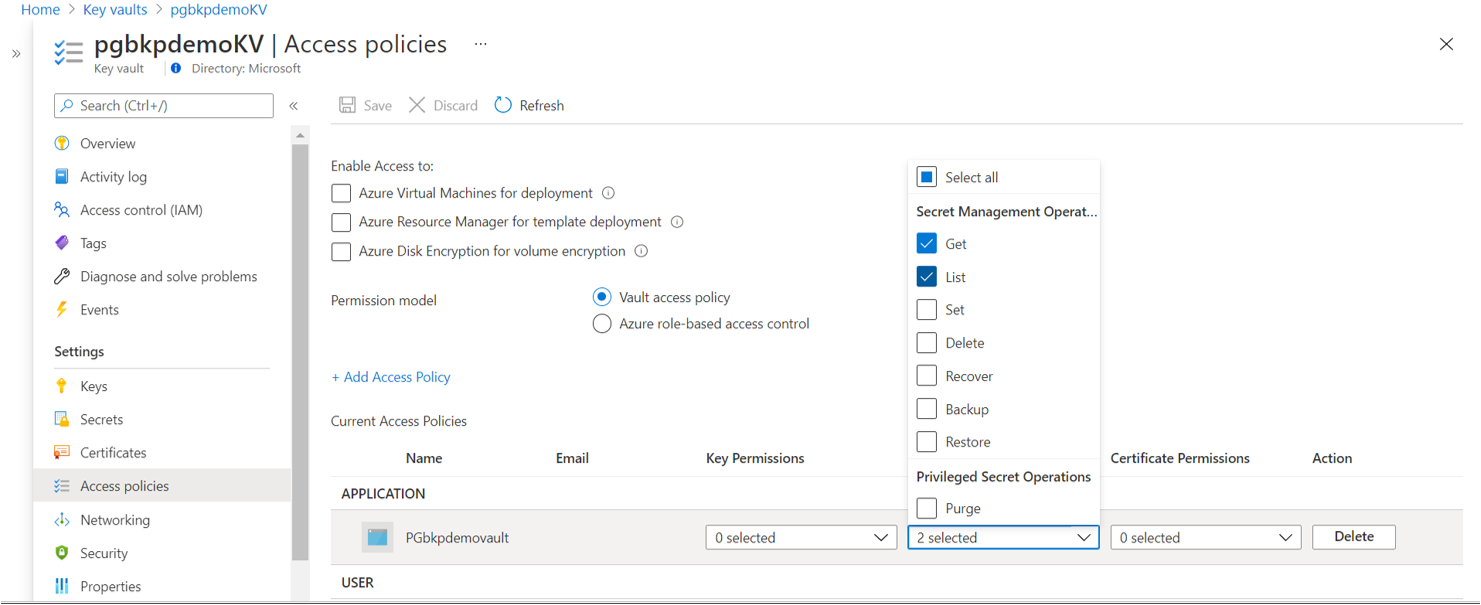 Home > Key vaults > pgbkpdemoKV
pgbkpdemoKV | Access policies ...
Key vault | Directory: Microsoft
Search (Ctrl+/)
Overview
Activity log
Access control (IAM)
Tags
Diagnose and solve problems
Events
Settings
Keys
Secrets
Certificates
Access policies
Networking
Security
Properties
Save Discard Refresh
Enable Access to:
Azure Virtual Machines for deployment
Azure Resource Manager for template deployment
Azure Disk Encryption for volume encryption
Permission model
Vault access policy
Azure role-based access control
+ Add Access Policy
Current Access Policies
Select all
Secret Management Operat...
Get
List
Set
Delete
Recover
Backup
Restore
Privileged Secret Operations
Purge
Name Email Key Permissions Certificate Permissions Action
APPLICATION
PGbkpdemovault 0 selected 2 selected 0 selected Delete
USER